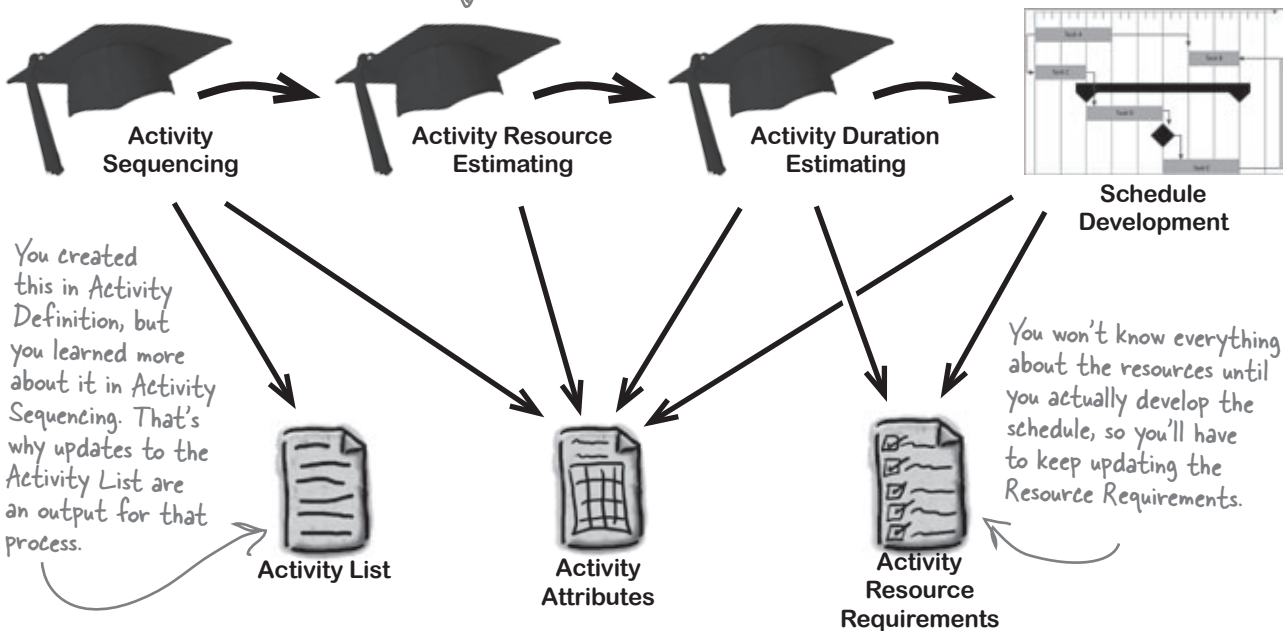 Activity
Sequencing
Activity Resource
Estimating
Activity Duration
Estimating
Task A
Schedule
Development
You created
this in Activity
Definition, but
you learned more
about it in Activity
Sequencing. That's
why updates to the
Activity List are
an output for that
process.
You won't know everything
about the resources until
you actually develop the
schedule, so you'll have
to keep updating the
Resource Requirements.
Activity List
Activity
Attributes
Activity
Resource
Requirements